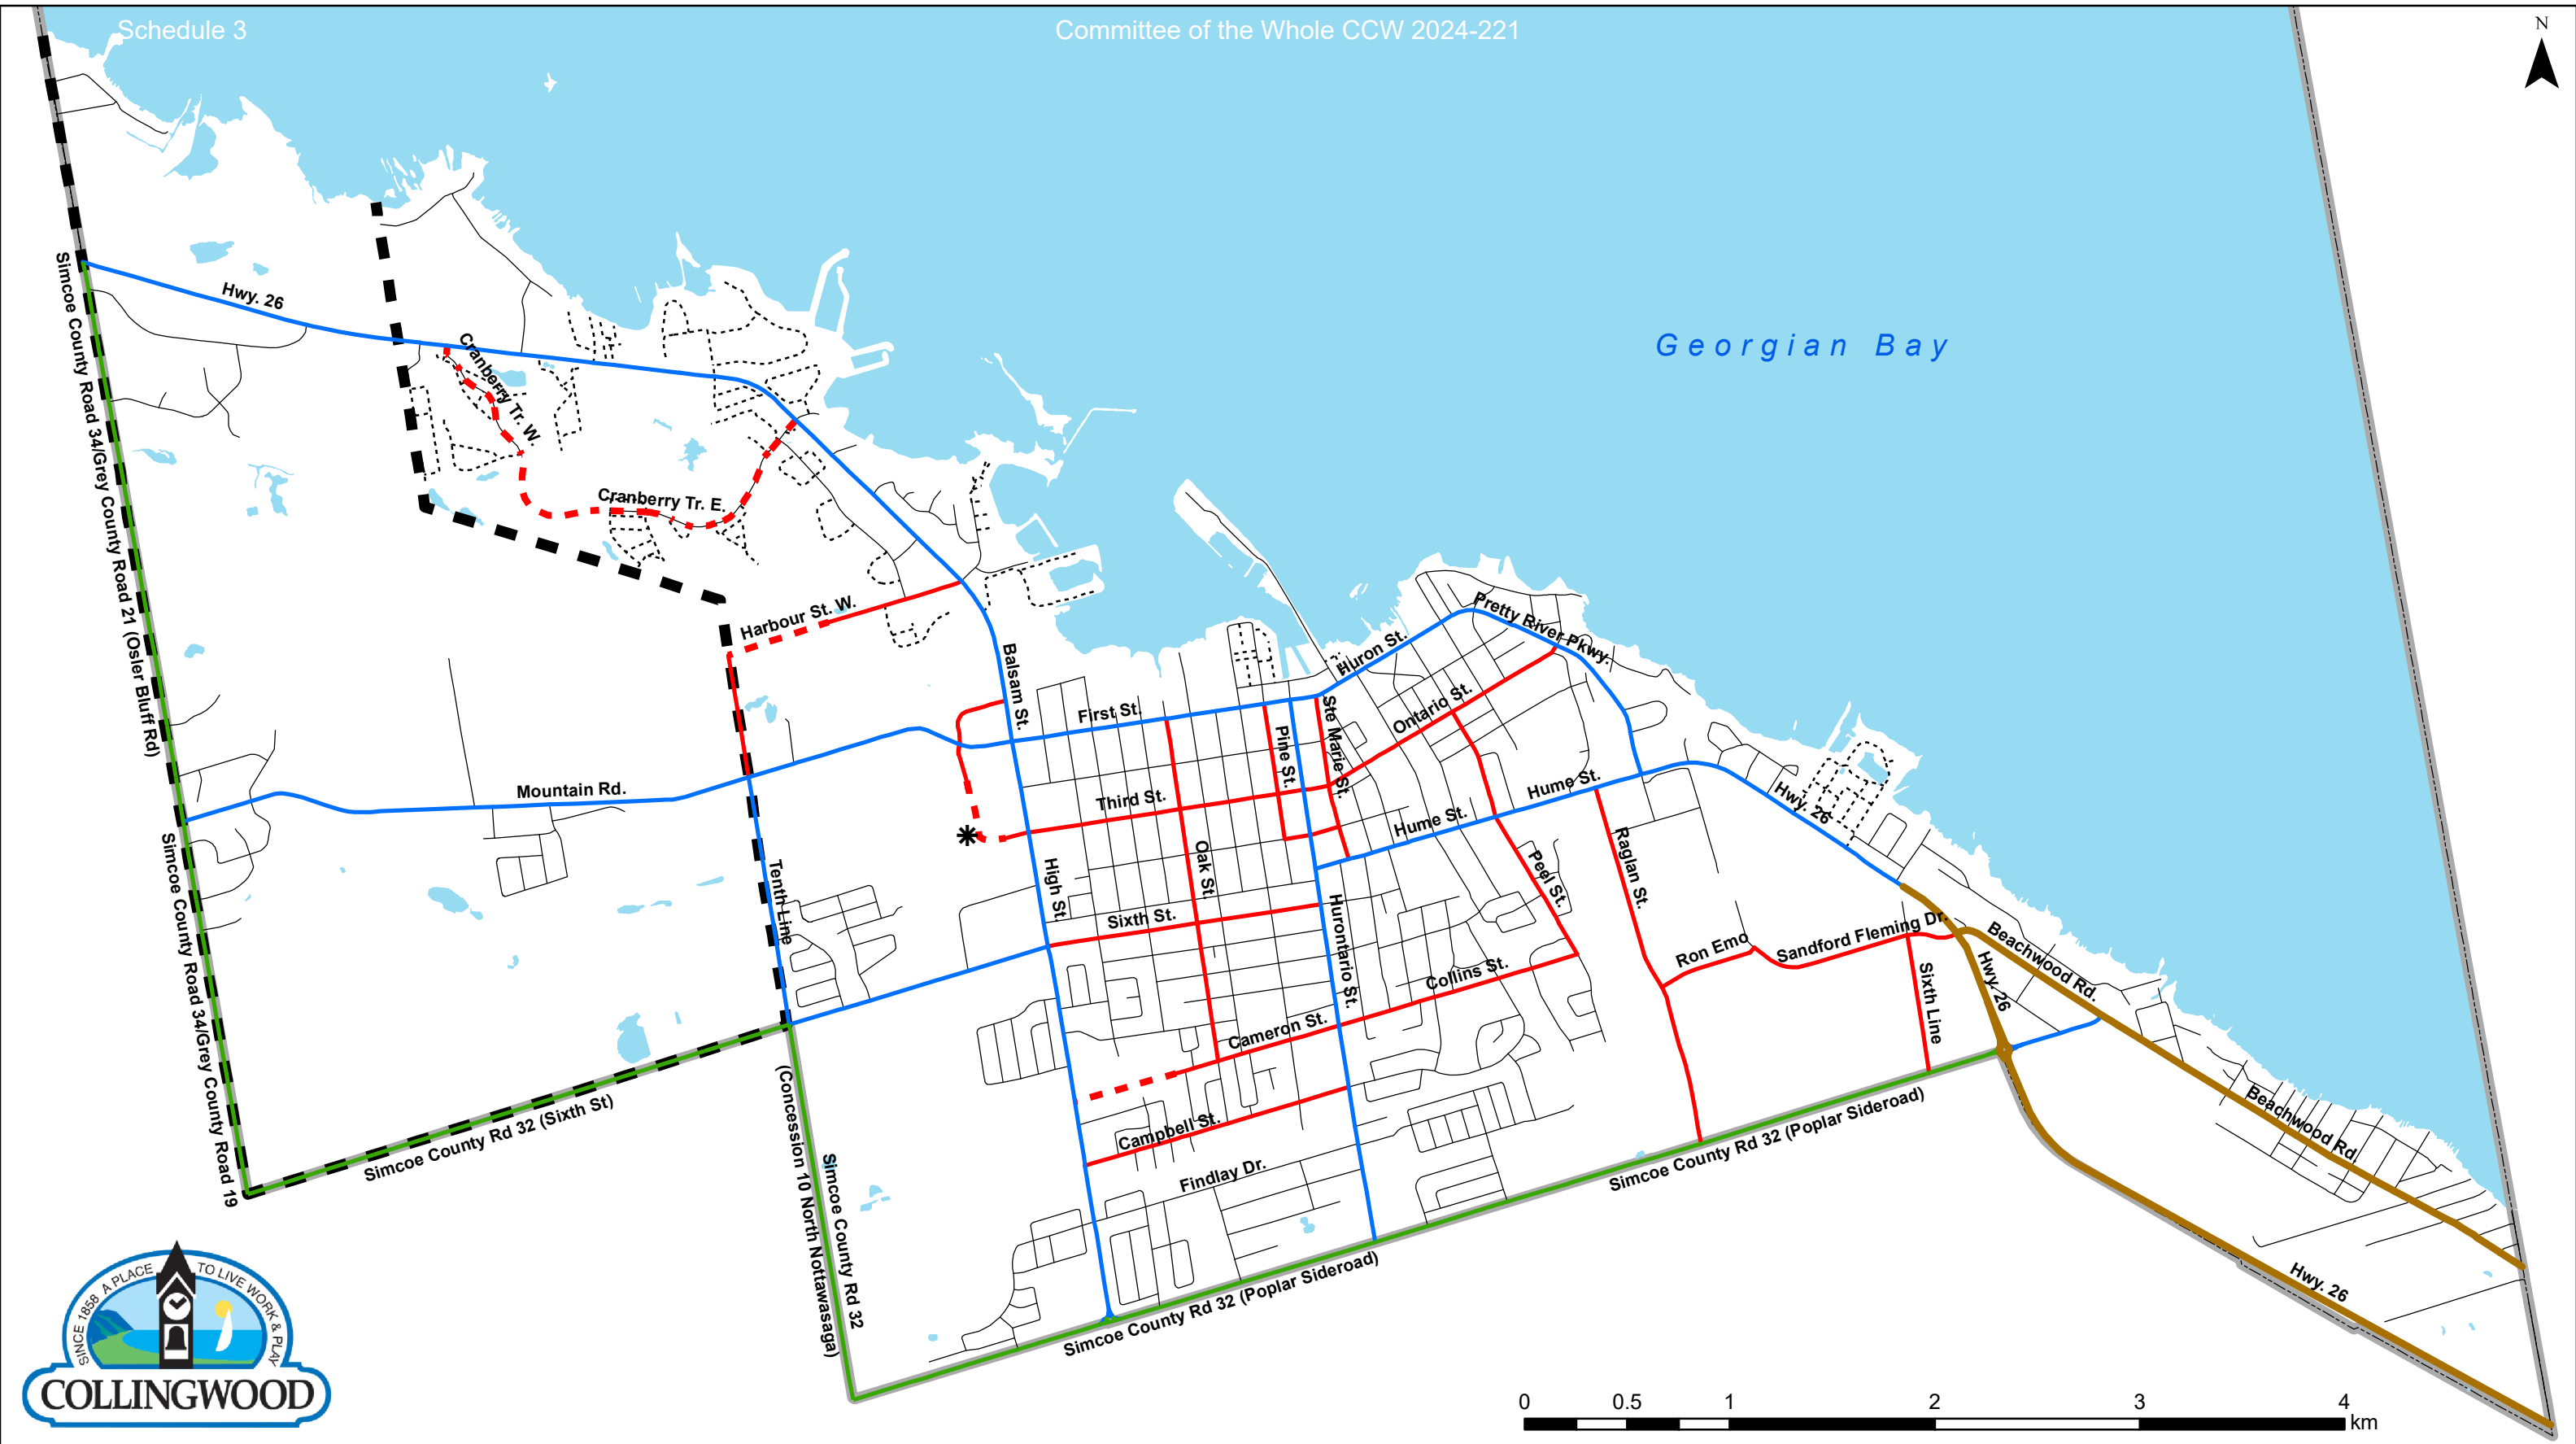 Schedule 3
Committee of the Whole CCW 2024-221
N
Georgian Bay
Simcoe County Road 34/Grey County Road 21 (Osler Bluff Rd)
Hwy. 26
Cranberry Tr. W.
Cranberry Tr. E.
Harbour St. W.
Balsam St.
First St.
Pine St.
Ste Marie St.
Huron St.
Pretty River Pkwy.
Ontario St.
Mountain Rd.
Third St.
Hume St.
Hume St.
Hwy. 26
Simcoe County Road 34/Grey County Road 19
Tenth Line
High St.
Oak St.
Sixth St.
Hurontario St.
Peel St.
Raglan St.
Ron Emo
Sandford Fleming Dr.
Sixth Line
Hwy. 26
Beachwood Rd.
Collins St.
Cameron St.
Campbell St.
Findlay Dr.
Simcoe County Rd 32 (Sixth St)
(Concession 10 North Nottawasaga)
Simcoe County Rd 32
Simcoe County Rd 32 (Poplar Sideroad)
Simcoe County Rd 32 (Poplar Sideroad)
Beachwood Rd.
Hwy. 26
SINCE 1858 A PLACE TO LIVE WORK & PLAY
COLLINGWOOD
0 0.5 1 2 3 4
km